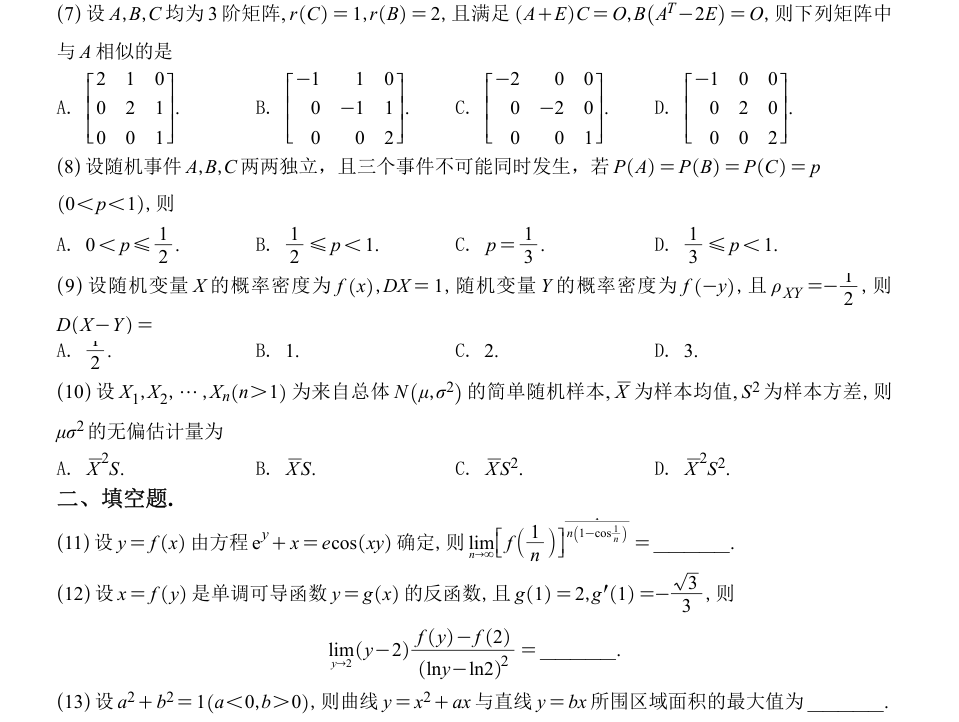 (7) 设 A,B,C 均为 3 阶矩阵, r(C)=1,r(B)=2, 且满足 (A+E)C=O,B(Aᵀ−2E)=O, 则下列矩阵中
与 A 相似的是
A. [2 1 0; 0 2 1; 0 0 1]. B. [−1 1 0; 0 −1 1; 0 0 2]. C. [−2 0 0; 0 −2 0; 0 0 1]. D. [−1 0 0; 0 2 0; 0 0 2].
(8) 设随机事件 A,B,C 两两独立，且三个事件不可能同时发生，若 P(A)=P(B)=P(C)=p
(0<p<1), 则
A. 0<p≤1/2. B. 1/2≤p<1. C. p=1/3. D. 1/3≤p<1.
(9) 设随机变量 X 的概率密度为 f(x),DX=1, 随机变量 Y 的概率密度为 f(−y), 且 ρ_XY=−1/2, 则
D(X−Y)=
A. 1/2. B. 1. C. 2. D. 3.
(10) 设 X₁,X₂,⋯,Xₙ(n>1) 为来自总体 N(μ,σ²) 的简单随机样本, X̄ 为样本均值, S² 为样本方差, 则
μσ² 的无偏估计量为
A. X̄²S. B. X̄S. C. X̄S². D. X̄²S².
二、填空题.
(11) 设 y=f(x) 由方程 e^y+x=ecos(xy) 确定, 则 lim_{n→∞}[f(1/n)]^{/n(1−cos 1/n)} =________.
(12) 设 x=f(y) 是单调可导函数 y=g(x) 的反函数, 且 g(1)=2,g′(1)=−√3/3, 则
lim_{y→2}(y−2) (f(y)−f(2))/(lny−ln2)² =________.
(13) 设 a²+b²=1(a<0,b>0), 则曲线 y=x²+ax 与直线 y=bx 所围区域面积的最大值为________.